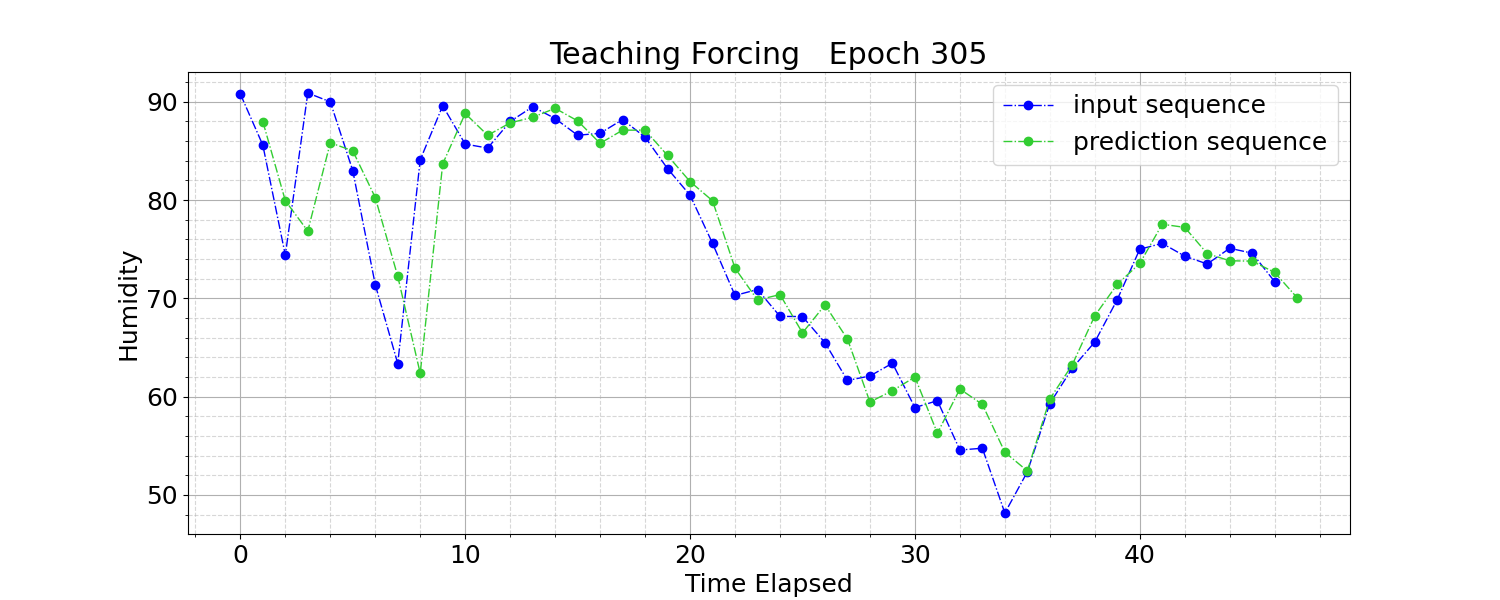 Teaching Forcing   Epoch 305
input sequence
prediction sequence
Humidity
90
80
70
60
50
0 10 20 30 40
Time Elapsed